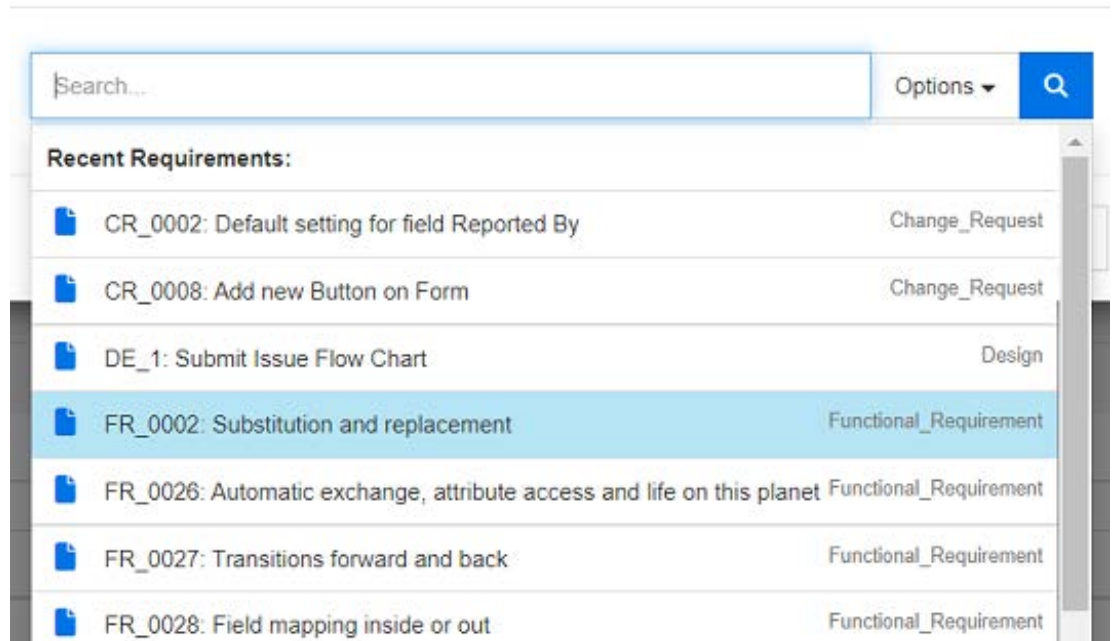 Search...
Options
Recent Requirements:
CR_0002: Default setting for field Reported By Change_Request
CR_0008: Add new Button on Form Change_Request
DE_1: Submit Issue Flow Chart Design
FR_0002: Substitution and replacement Functional_Requirement
FR_0026: Automatic exchange, attribute access and life on this planet Functional_Requirement
FR_0027: Transitions forward and back Functional_Requirement
FR_0028: Field mapping inside or out Functional_Requirement